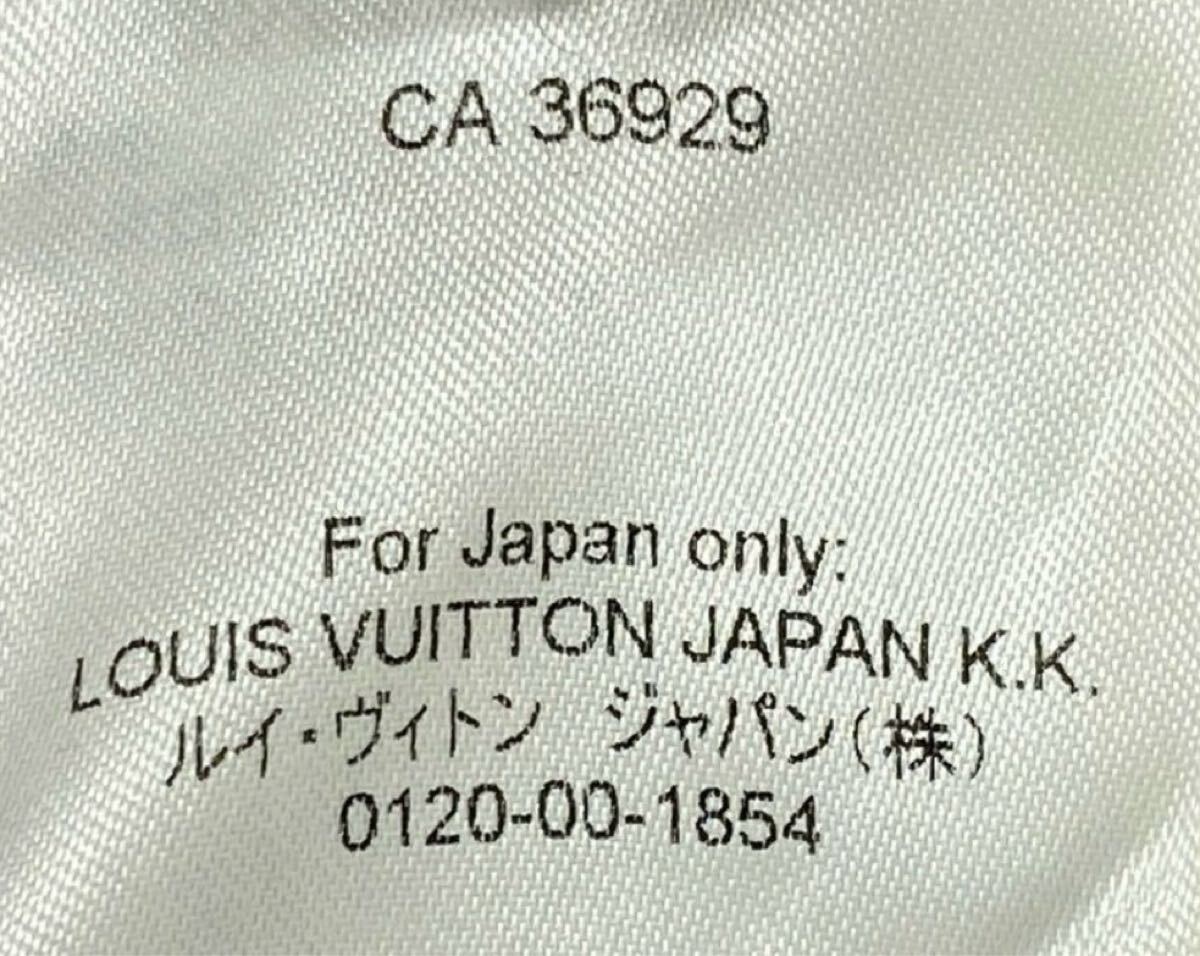 CA 36929
For Japan only:
LOUIS VUITTON JAPAN K.K.
ルイ・ヴィトン　ジャパン(株)
0120-00-1854